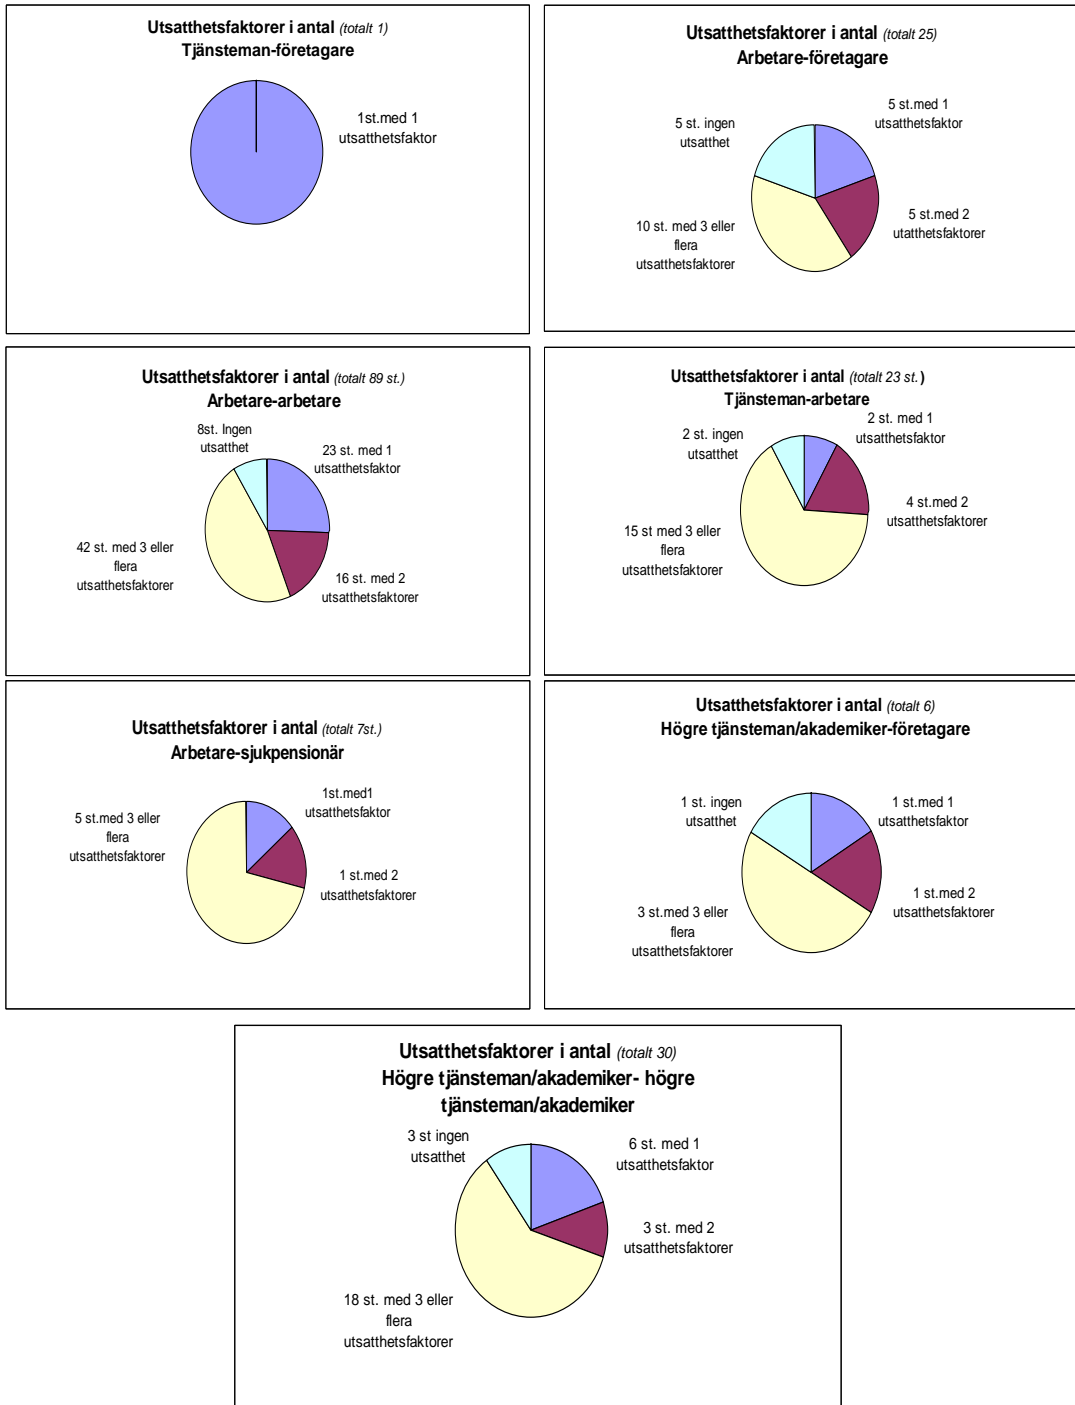 Utsatthetsfaktorer i antal (totalt 1)
Tjänsteman-företagare
1st.med 1
utsatthetsfaktor
Utsatthetsfaktorer i antal (totalt 25)
Arbetare-företagare
5 st. ingen
utsatthet
5 st.med 1
utsatthetsfaktor
10 st. med 3 eller
flera
utsatthetsfaktorer
5 st.med 2
utatthetsfaktorer
Utsatthetsfaktorer i antal (totalt 89 st.)
Arbetare-arbetare
8st. Ingen
utsatthet
23 st. med 1
utsatthetsfaktor
42 st. med 3 eller
flera
utsatthetsfaktorer
16 st. med 2
utsatthetsfaktorer
Utsatthetsfaktorer i antal (totalt 23 st.)
Tjänsteman-arbetare
2 st. ingen
utsatthet
2 st. med 1
utsatthetsfaktor
15 st med 3 eller
flera
utsatthetsfaktorer
4 st.med 2
utsatthetsfaktorer
Utsatthetsfaktorer i antal (totalt 7st.)
Arbetare-sjukpensionär
5 st.med 3 eller
flera
utsatthetsfaktorer
1st.med1
utsatthetsfaktor
1 st.med 2
utsatthetsfaktorer
Utsatthetsfaktorer i antal (totalt 6)
Högre tjänsteman/akademiker-företagare
1 st. ingen
utsatthet
1 st.med 1
utsatthetsfaktor
3 st.med 3 eller
flera
utsatthetsfaktorer
1 st.med 2
utsatthetsfaktorer
Utsatthetsfaktorer i antal (totalt 30)
Högre tjänsteman/akademiker- högre
tjänsteman/akademiker
3 st ingen
utsatthet
6 st. med 1
utsatthetsfaktor
18 st. med 3 eller
flera
utsatthetsfaktorer
3 st. med 2
utsatthetsfaktorer